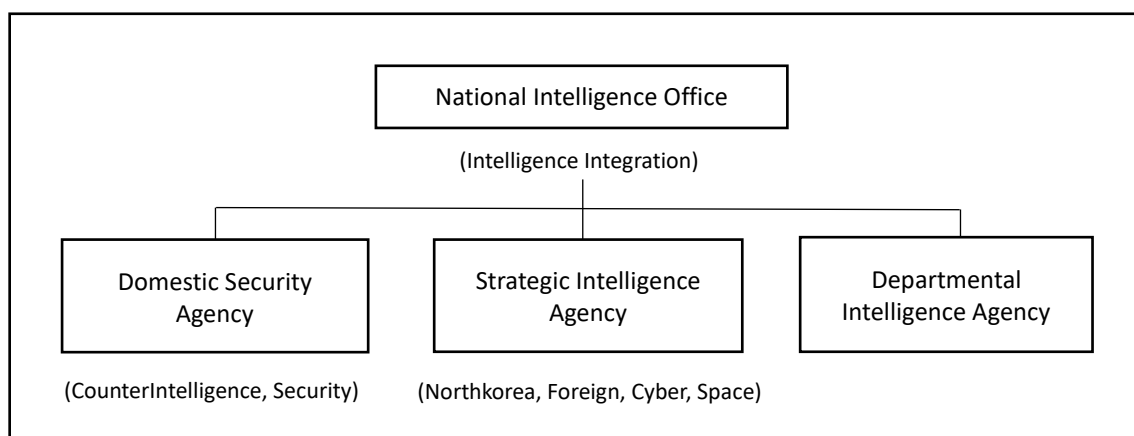 National Intelligence Office
(Intelligence Integration)
Domestic Security
Agency
Strategic Intelligence
Agency
Departmental
Intelligence Agency
(CounterIntelligence, Security)
(Northkorea, Foreign, Cyber, Space)